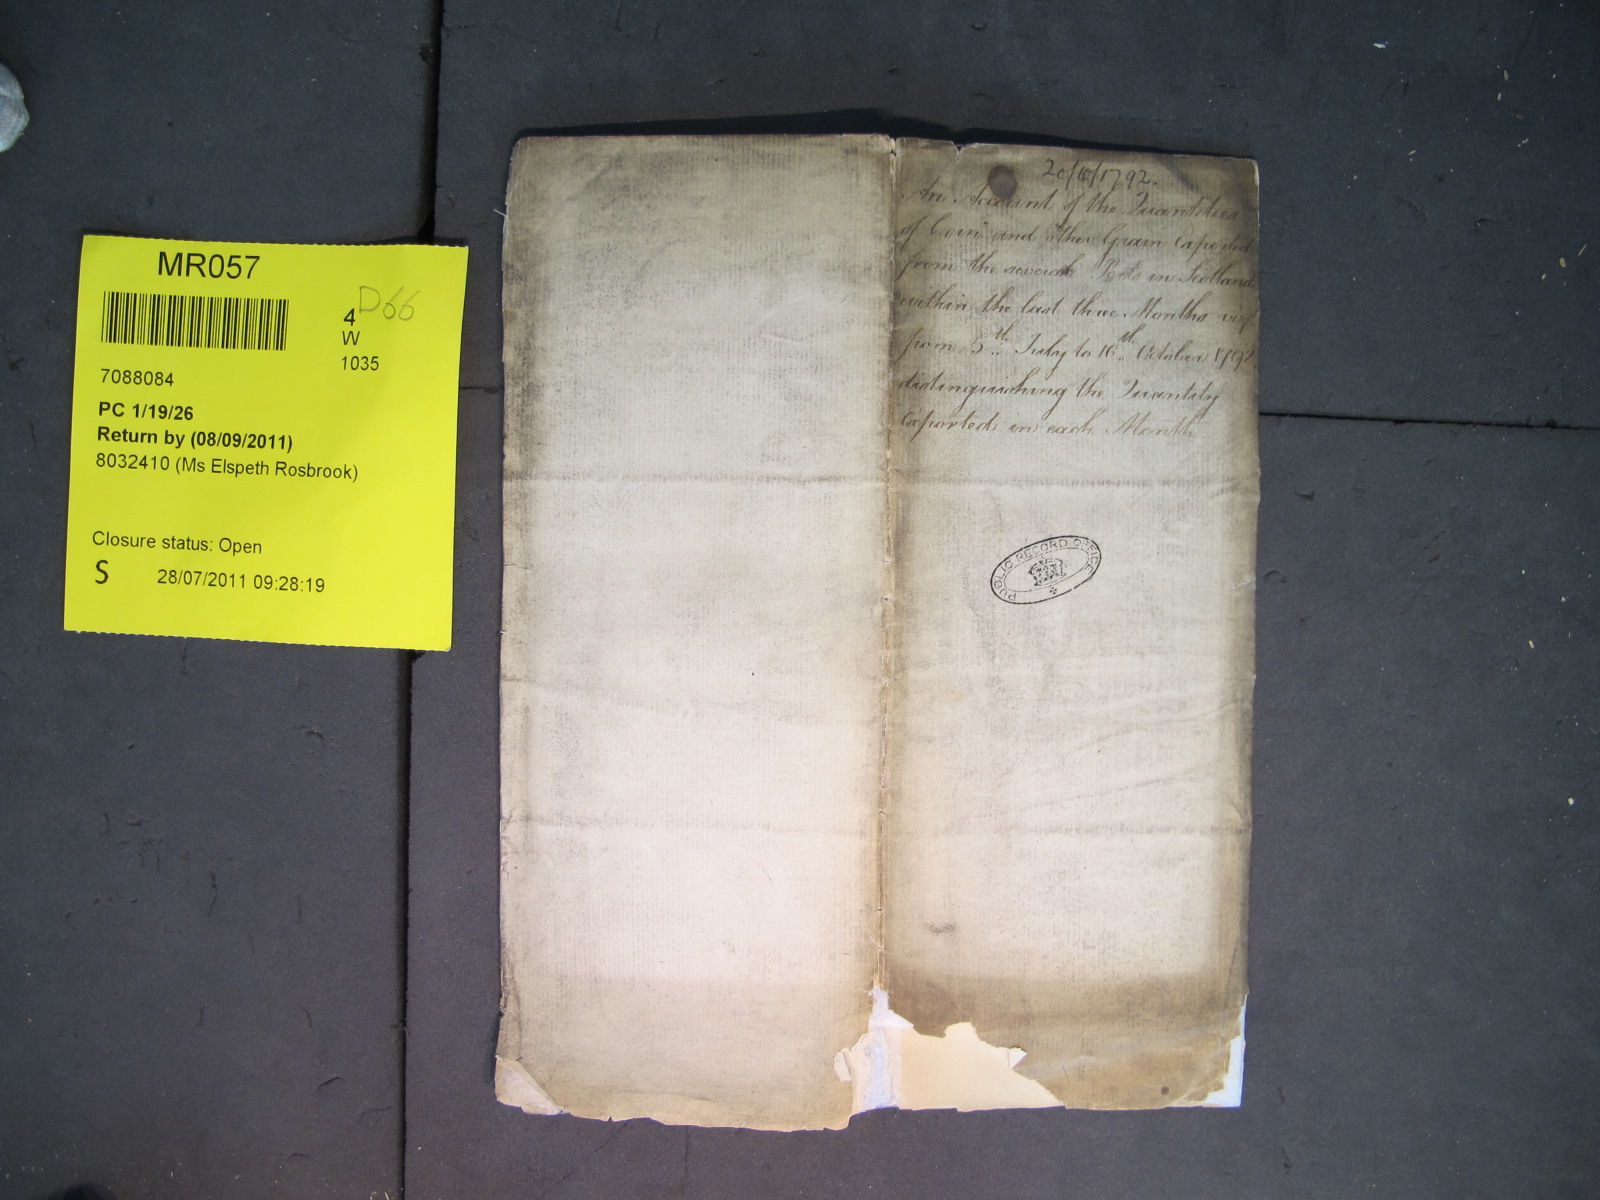 MR057
D66
4
W
1035
7088084
PC 1/19/26
Return by (08/09/2011)
8032410 (Ms Elspeth Rosbrook)
Closure status: Open
S 28/07/2011 09:28:19
20/10/1792.
An Account of the Quantities
of Corn and other Grain Exported
from the several Ports in Scotland
within the last three Months vizt
from 5th July to 10th October 1792
distinguishing the Quantity
Exported in each Month
PUBLIC RECORD OFFICE